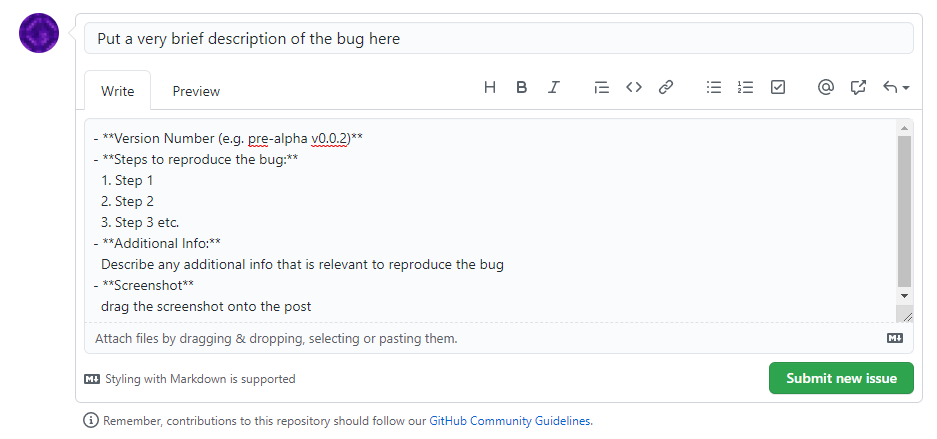 Put a very brief description of the bug here
Write Preview
- **Version Number (e.g. pre-alpha v0.0.2)**
- **Steps to reproduce the bug:**
1. Step 1
2. Step 2
3. Step 3 etc.
- **Additional Info:**
Describe any additional info that is relevant to reproduce the bug
- **Screenshot**
drag the screenshot onto the post
Attach files by dragging & dropping, selecting or pasting them.
Styling with Markdown is supported
Submit new issue
Remember, contributions to this repository should follow our GitHub Community Guidelines.